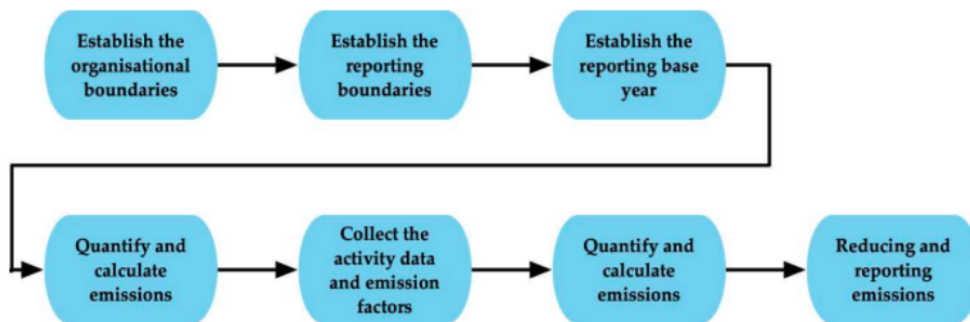 Establish the
organisational
boundaries
Establish the
reporting
boundaries
Establish the
reporting base
year
Quantify and
calculate
emissions
Collect the
activity data
and emission
factors
Quantify and
calculate
emissions
Reducing and
reporting
emissions